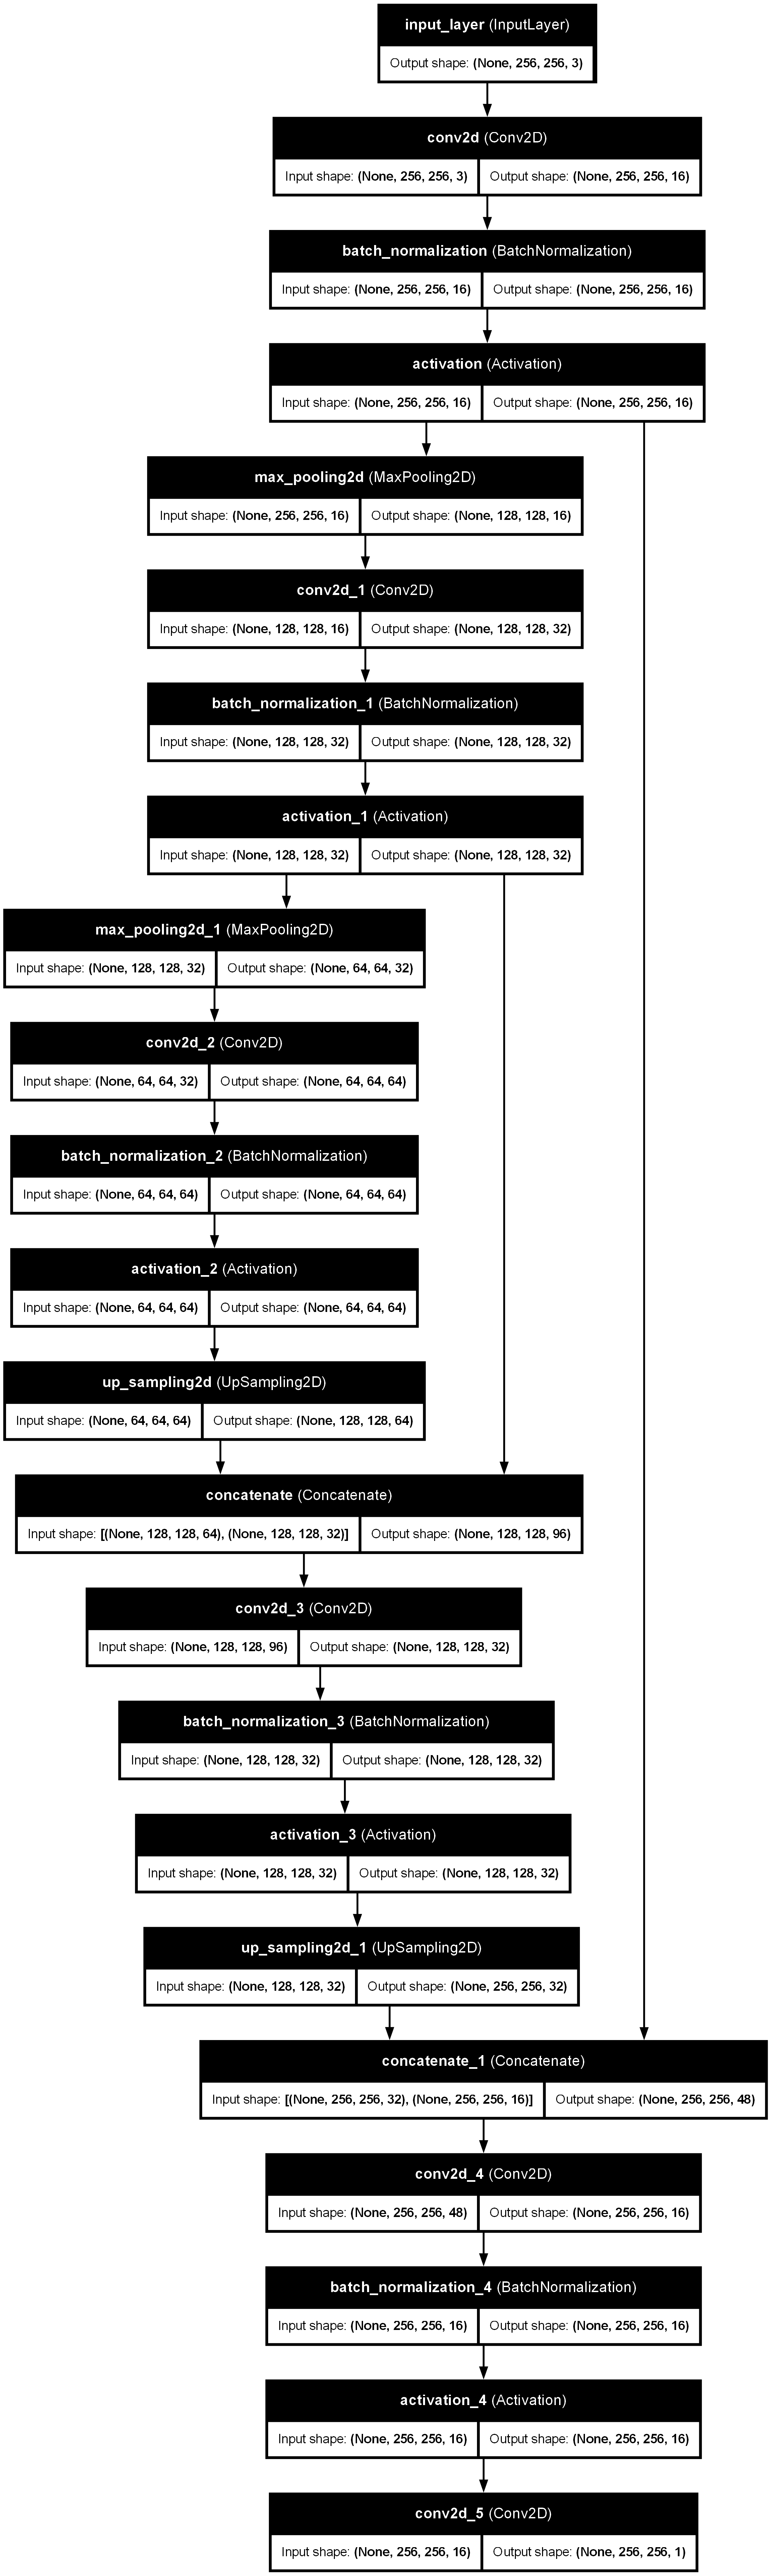 input_layer (InputLayer)
Output shape: (None, 256, 256, 3)
conv2d (Conv2D)
Input shape: (None, 256, 256, 3) Output shape: (None, 256, 256, 16)
batch_normalization (BatchNormalization)
Input shape: (None, 256, 256, 16) Output shape: (None, 256, 256, 16)
activation (Activation)
Input shape: (None, 256, 256, 16) Output shape: (None, 256, 256, 16)
max_pooling2d (MaxPooling2D)
Input shape: (None, 256, 256, 16) Output shape: (None, 128, 128, 16)
conv2d_1 (Conv2D)
Input shape: (None, 128, 128, 16) Output shape: (None, 128, 128, 32)
batch_normalization_1 (BatchNormalization)
Input shape: (None, 128, 128, 32) Output shape: (None, 128, 128, 32)
activation_1 (Activation)
Input shape: (None, 128, 128, 32) Output shape: (None, 128, 128, 32)
max_pooling2d_1 (MaxPooling2D)
Input shape: (None, 128, 128, 32) Output shape: (None, 64, 64, 32)
conv2d_2 (Conv2D)
Input shape: (None, 64, 64, 32) Output shape: (None, 64, 64, 64)
batch_normalization_2 (BatchNormalization)
Input shape: (None, 64, 64, 64) Output shape: (None, 64, 64, 64)
activation_2 (Activation)
Input shape: (None, 64, 64, 64) Output shape: (None, 64, 64, 64)
up_sampling2d (UpSampling2D)
Input shape: (None, 64, 64, 64) Output shape: (None, 128, 128, 64)
concatenate (Concatenate)
Input shape: [(None, 128, 128, 64), (None, 128, 128, 32)] Output shape: (None, 128, 128, 96)
conv2d_3 (Conv2D)
Input shape: (None, 128, 128, 96) Output shape: (None, 128, 128, 32)
batch_normalization_3 (BatchNormalization)
Input shape: (None, 128, 128, 32) Output shape: (None, 128, 128, 32)
activation_3 (Activation)
Input shape: (None, 128, 128, 32) Output shape: (None, 128, 128, 32)
up_sampling2d_1 (UpSampling2D)
Input shape: (None, 128, 128, 32) Output shape: (None, 256, 256, 32)
concatenate_1 (Concatenate)
Input shape: [(None, 256, 256, 32), (None, 256, 256, 16)] Output shape: (None, 256, 256, 48)
conv2d_4 (Conv2D)
Input shape: (None, 256, 256, 48) Output shape: (None, 256, 256, 16)
batch_normalization_4 (BatchNormalization)
Input shape: (None, 256, 256, 16) Output shape: (None, 256, 256, 16)
activation_4 (Activation)
Input shape: (None, 256, 256, 16) Output shape: (None, 256, 256, 16)
conv2d_5 (Conv2D)
Input shape: (None, 256, 256, 16) Output shape: (None, 256, 256, 1)